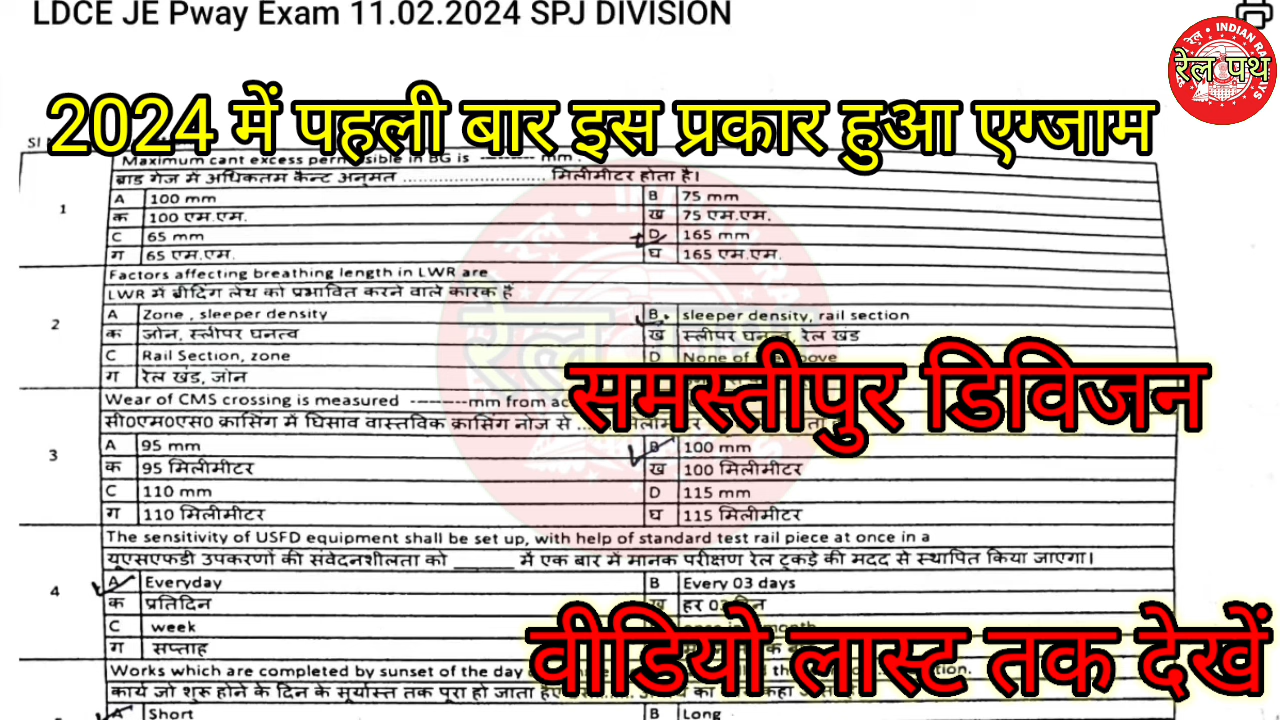 LDCE JE Pway Exam 11.02.2024 SPJ DIVISION
INDIAN RAILWAYS
रेल पथ
2024 में पहली बार इस प्रकार हुआ एग्जाम
Sl
Maximum cant excess permissible in BG is --------- mm .
ब्राड गेज में अधिकतम कैन्ट अनुमत .............................. मिलीमीटर होता है।
1
A 100 mm B 75 mm
क 100 एम.एम. ख 75 एम.एम.
C 65 mm D 165 mm
ग 65 एम.एम. घ 165 एम.एम.
Factors affecting breathing length in LWR are
LWR में ब्रीदिंग लेंथ को प्रभावित करने वाले कारक हैं
2
A Zone , sleeper density B sleeper density, rail section
क जोन, स्लीपर घनत्व ख स्लीपर घनत्व, रेल खंड
C Rail Section, zone D None of above
ग रेल खंड, जोन
समस्तीपुर डिविजन
Wear of CMS crossing is measured --------mm from
सी0एम0एस0 क्रासिंग में घिसाव वास्तविक क्रासिंग नोज से
3
A 95 mm B 100 mm
क 95 मिलीमीटर ख 100 मिलीमीटर
C 110 mm D 115 mm
ग 110 मिलीमीटर घ 115 मिलीमीटर
The sensitivity of USFD equipment shall be set up, with help of standard test rail piece at once in a
यूएसएफडी उपकरणों की संवेदनशीलता को ______ में एक बार में मानक परीक्षण रेल टुकड़े की मदद से स्थापित किया जाएगा।
4
A Everyday B Every 03 days
क प्रतिदिन ख हर 03 दिन
C week
ग सप्ताह
वीडियो लास्ट तक देखें
Works which are completed by sunset of the day
कार्य जो शुरू होने के दिन के सूर्यास्त तक पूरा हो जाता
A Short B Long